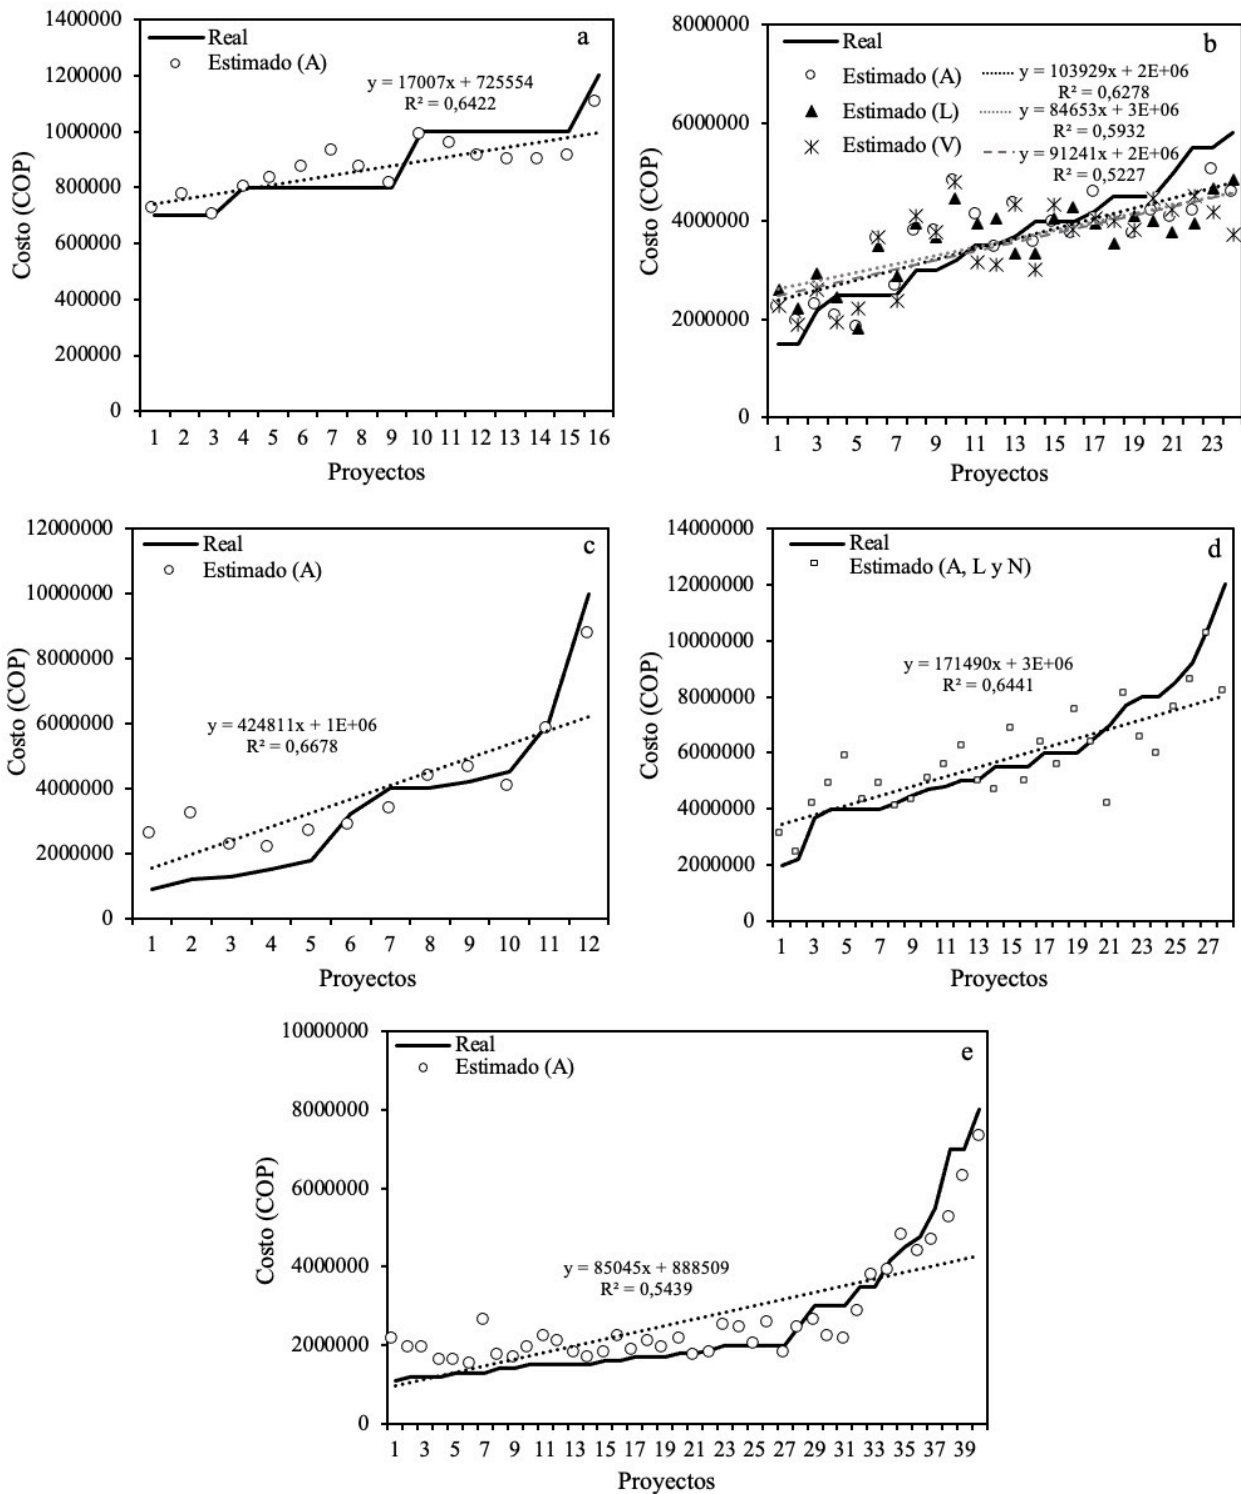 1400000
1200000
1000000
800000
600000
400000
200000
0
Costo (COP)
Real
Estimado (A)
a
y = 17007x + 725554
R² = 0,6422
1 2 3 4 5 6 7 8 9 10 11 12 13 14 15 16
Proyectos
8000000
6000000
4000000
2000000
0
Costo (COP)
Real
b
Estimado (A)
y = 103929x + 2E+06
R² = 0,6278
Estimado (L)
y = 84653x + 3E+06
R² = 0,5932
Estimado (V)
y = 91241x + 2E+06
R² = 0,5227
1 3 5 7 9 11 13 15 17 19 21 23
Proyectos
12000000
10000000
8000000
6000000
4000000
2000000
0
Costo (COP)
Real
Estimado (A)
c
y = 424811x + 1E+06
R² = 0,6678
1 2 3 4 5 6 7 8 9 10 11 12
Proyectos
14000000
12000000
10000000
8000000
6000000
4000000
2000000
0
Costo (COP)
Real
Estimado (A, L y N)
d
y = 171490x + 3E+06
R² = 0,6441
1 3 5 7 9 11 13 15 17 19 21 23 25 27
Proyectos
10000000
8000000
6000000
4000000
2000000
0
Costo (COP)
Real
Estimado (A)
e
y = 85045x + 888509
R² = 0,5439
1 3 5 7 9 11 13 15 17 19 21 23 25 27 29 31 33 35 37 39
Proyectos